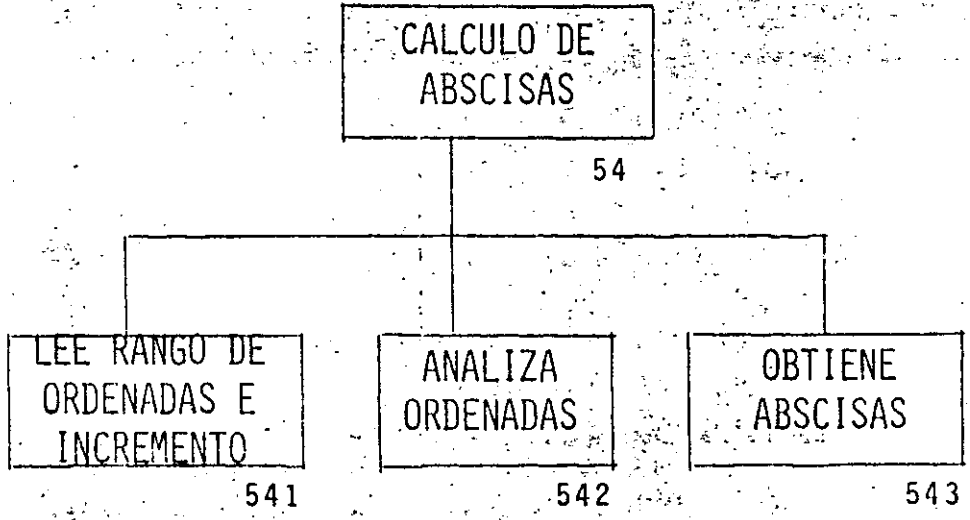 CALCULO DE
ABSCISAS
54
LEE RANGO DE
ORDENADAS E
INCREMENTO
541
ANALIZA
ORDENADAS
542
OBTIENE
ABSCISAS
543